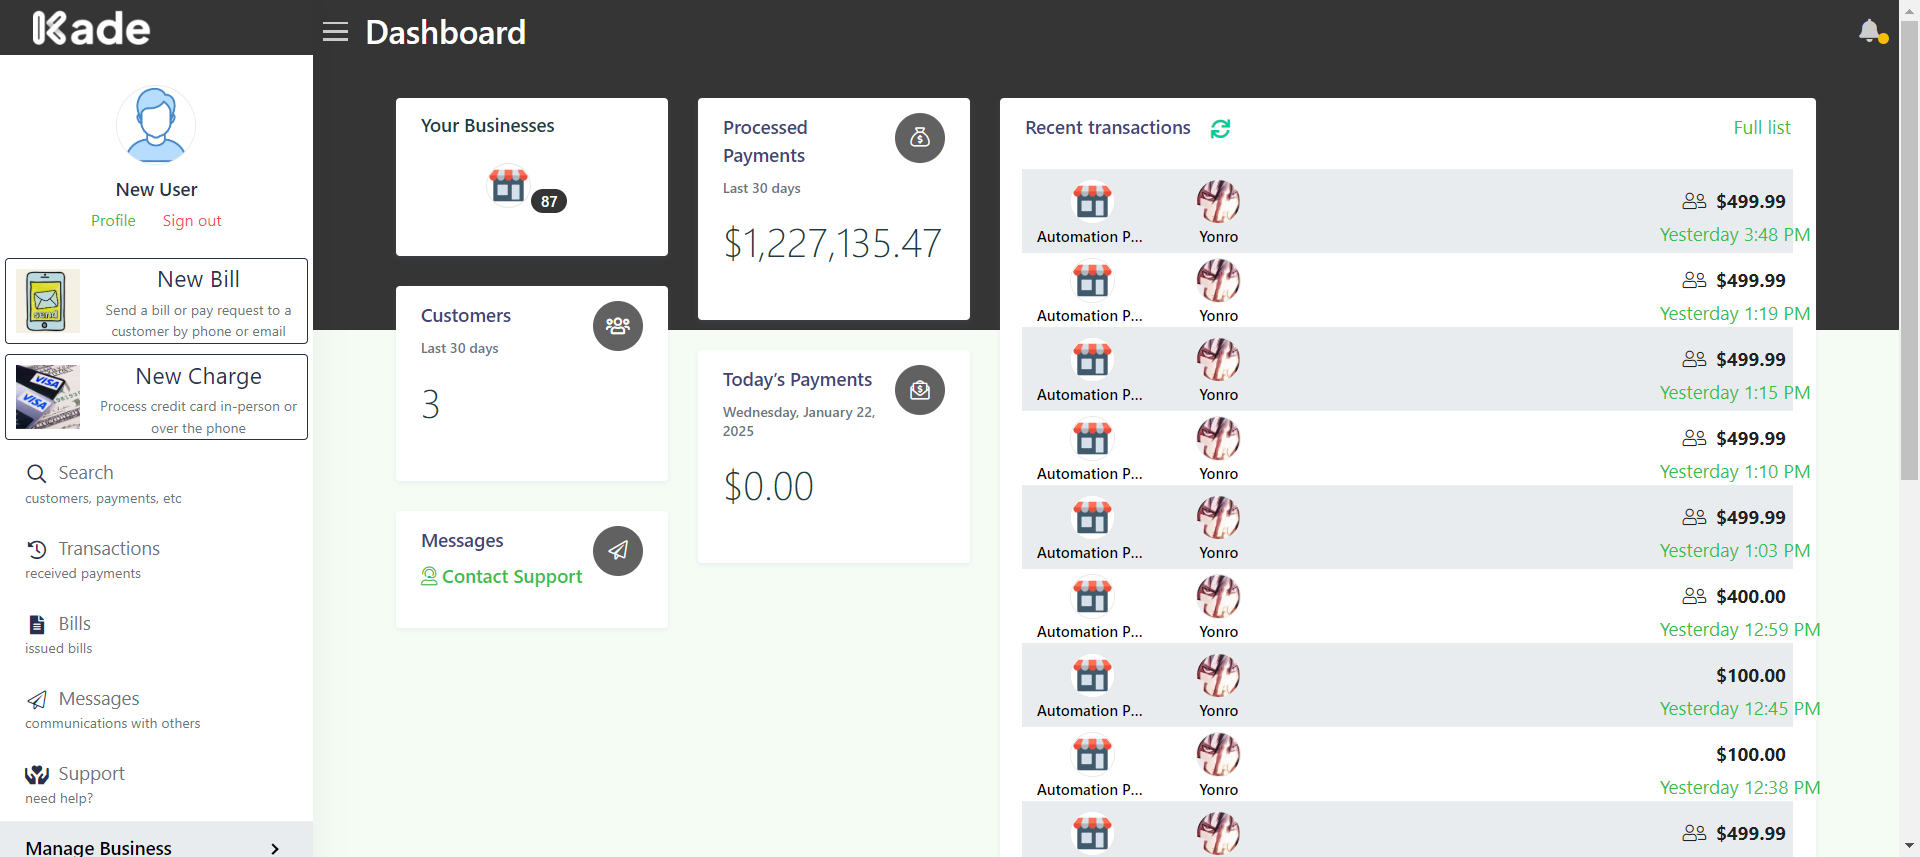 Kade
Dashboard
New User
Profile
Sign out
New Bill
Send a bill or pay request to a
customer by phone or email
send
New Charge
Process credit card in-person or
over the phone
VISA
VISA
Search
customers, payments, etc
Transactions
received payments
Bills
issued bills
Messages
communications with others
Support
need help?
Manage Business
Your Businesses
87
Customers
Last 30 days
3
Messages
Contact Support
Processed
Payments
Last 30 days
$1,227,135.47
Today’s Payments
Wednesday, January 22,
2025
$0.00
Recent transactions
Full list
$499.99
Automation P...
Yonro
Yesterday 3:48 PM
$499.99
Automation P...
Yonro
Yesterday 1:19 PM
$499.99
Automation P...
Yonro
Yesterday 1:15 PM
$499.99
Automation P...
Yonro
Yesterday 1:10 PM
$499.99
Automation P...
Yonro
Yesterday 1:03 PM
$400.00
Automation P...
Yonro
Yesterday 12:59 PM
$100.00
Automation P...
Yonro
Yesterday 12:45 PM
$100.00
Automation P...
Yonro
Yesterday 12:38 PM
$499.99